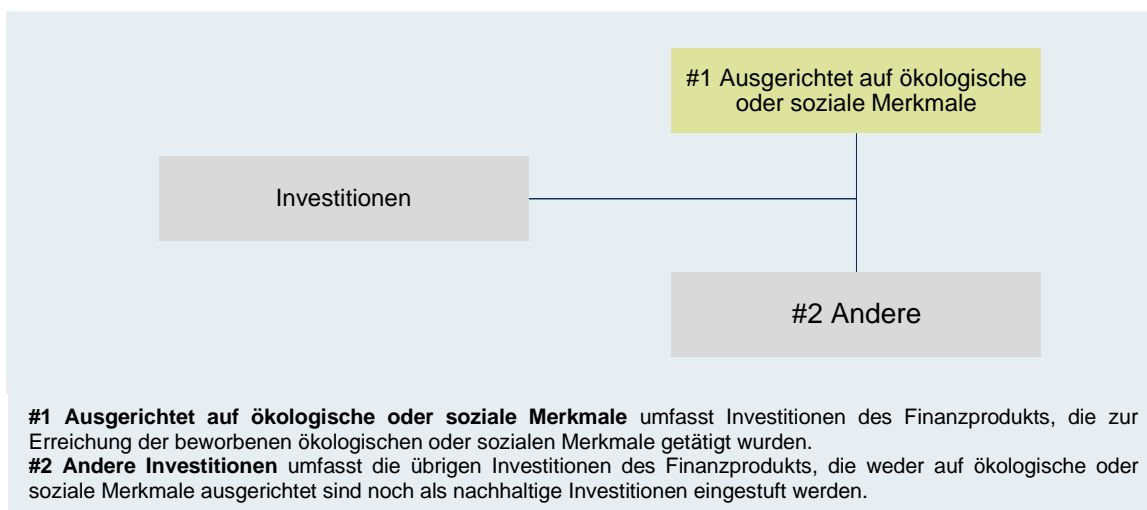 #1 Ausgerichtet auf ökologische
oder soziale Merkmale
Investitionen
#2 Andere
#1 Ausgerichtet auf ökologische oder soziale Merkmale umfasst Investitionen des Finanzprodukts, die zur
Erreichung der beworbenen ökologischen oder sozialen Merkmale getätigt wurden.
#2 Andere Investitionen umfasst die übrigen Investitionen des Finanzprodukts, die weder auf ökologische oder
soziale Merkmale ausgerichtet sind noch als nachhaltige Investitionen eingestuft werden.